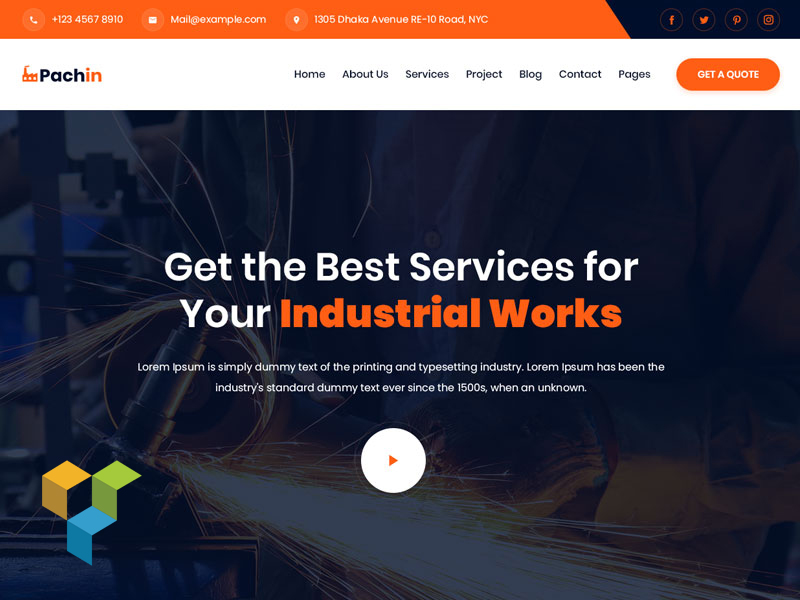 +123 4567 8910 Mail@example.com 1305 Dhaka Avenue RE-10 Road, NYC
Pachin Home About Us Services Project Blog Contact Pages GET A QUOTE
Get the Best Services for
Your Industrial Works
Lorem Ipsum is simply dummy text of the printing and typesetting industry. Lorem Ipsum has been the
industry's standard dummy text ever since the 1500s, when an unknown.